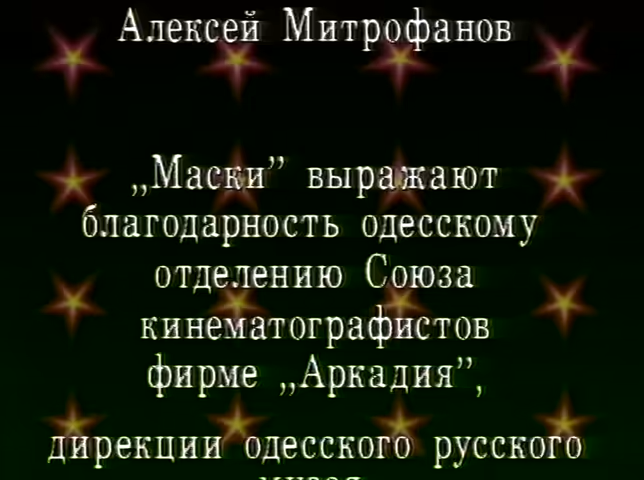 Алексей Митрофанов
„Маски” выражают
благодарность одесскому
отделению Союза
кинематографистов
фирме „Аркадия”,
дирекции одесского русского